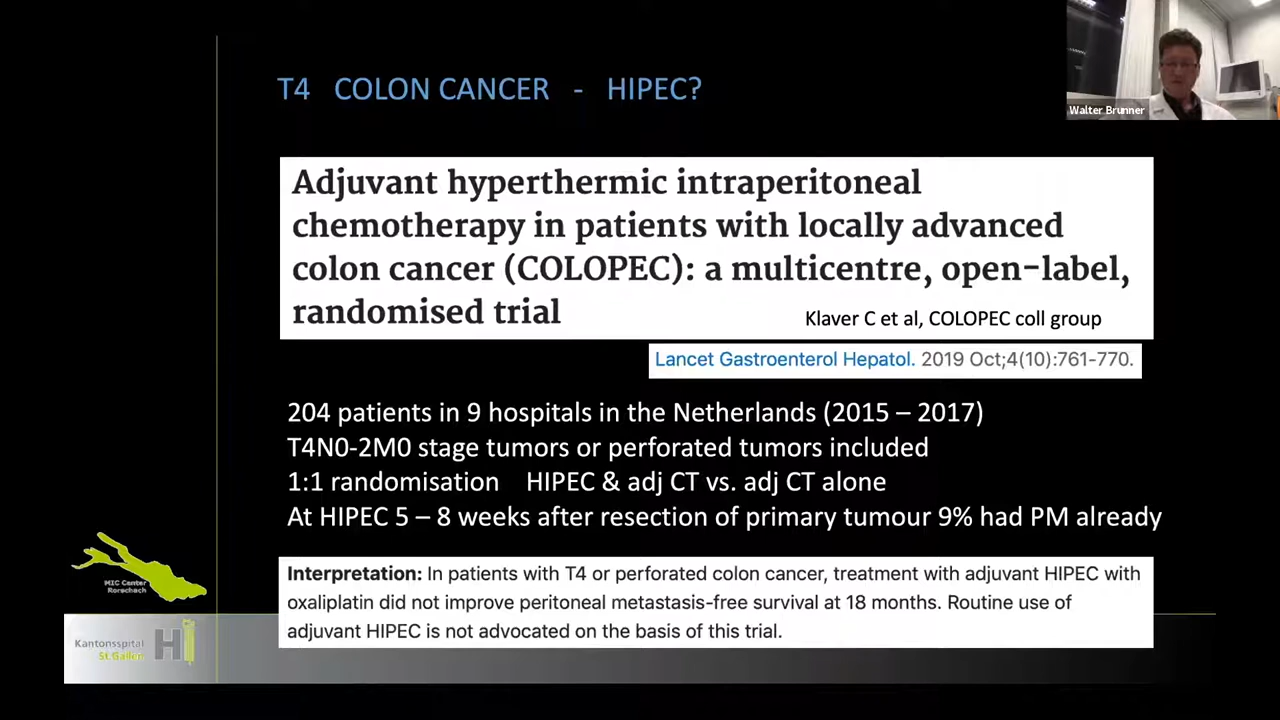 T4 COLON CANCER - HIPEC?
Walter Brunner
Adjuvant hyperthermic intraperitoneal
chemotherapy in patients with locally advanced
colon cancer (COLOPEC): a multicentre, open-label,
randomised trial
Klaver C et al, COLOPEC coll group
Lancet Gastroenterol Hepatol. 2019 Oct;4(10):761-770.
204 patients in 9 hospitals in the Netherlands (2015 – 2017)
T4N0-2M0 stage tumors or perforated tumors included
1:1 randomisation HIPEC & adj CT vs. adj CT alone
At HIPEC 5 – 8 weeks after resection of primary tumour 9% had PM already
MIC Center
Rorschach
Interpretation: In patients with T4 or perforated colon cancer, treatment with adjuvant HIPEC with
oxaliplatin did not improve peritoneal metastasis-free survival at 18 months. Routine use of
adjuvant HIPEC is not advocated on the basis of this trial.
Kantonsspital
St.Gallen